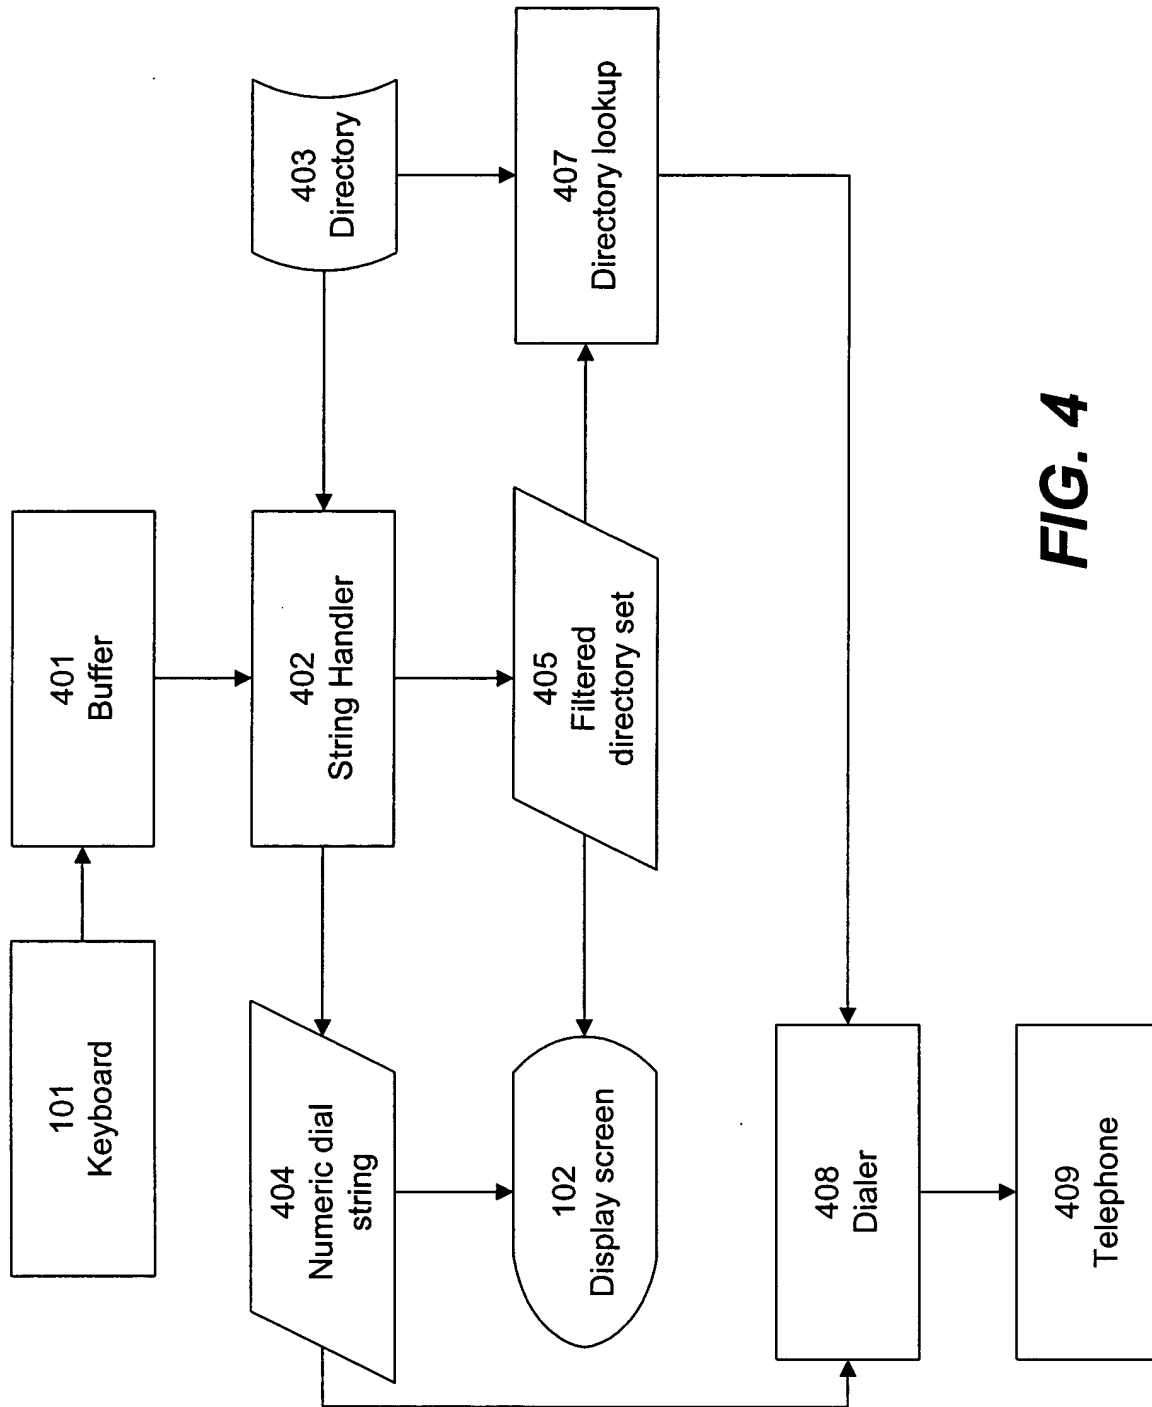 101
Keyboard
401
Buffer
404
Numeric dial
string
402
String Handler
403
Directory
102
Display screen
405
Filtered
directory set
407
Directory lookup
408
Dialer
409
Telephone
FIG. 4